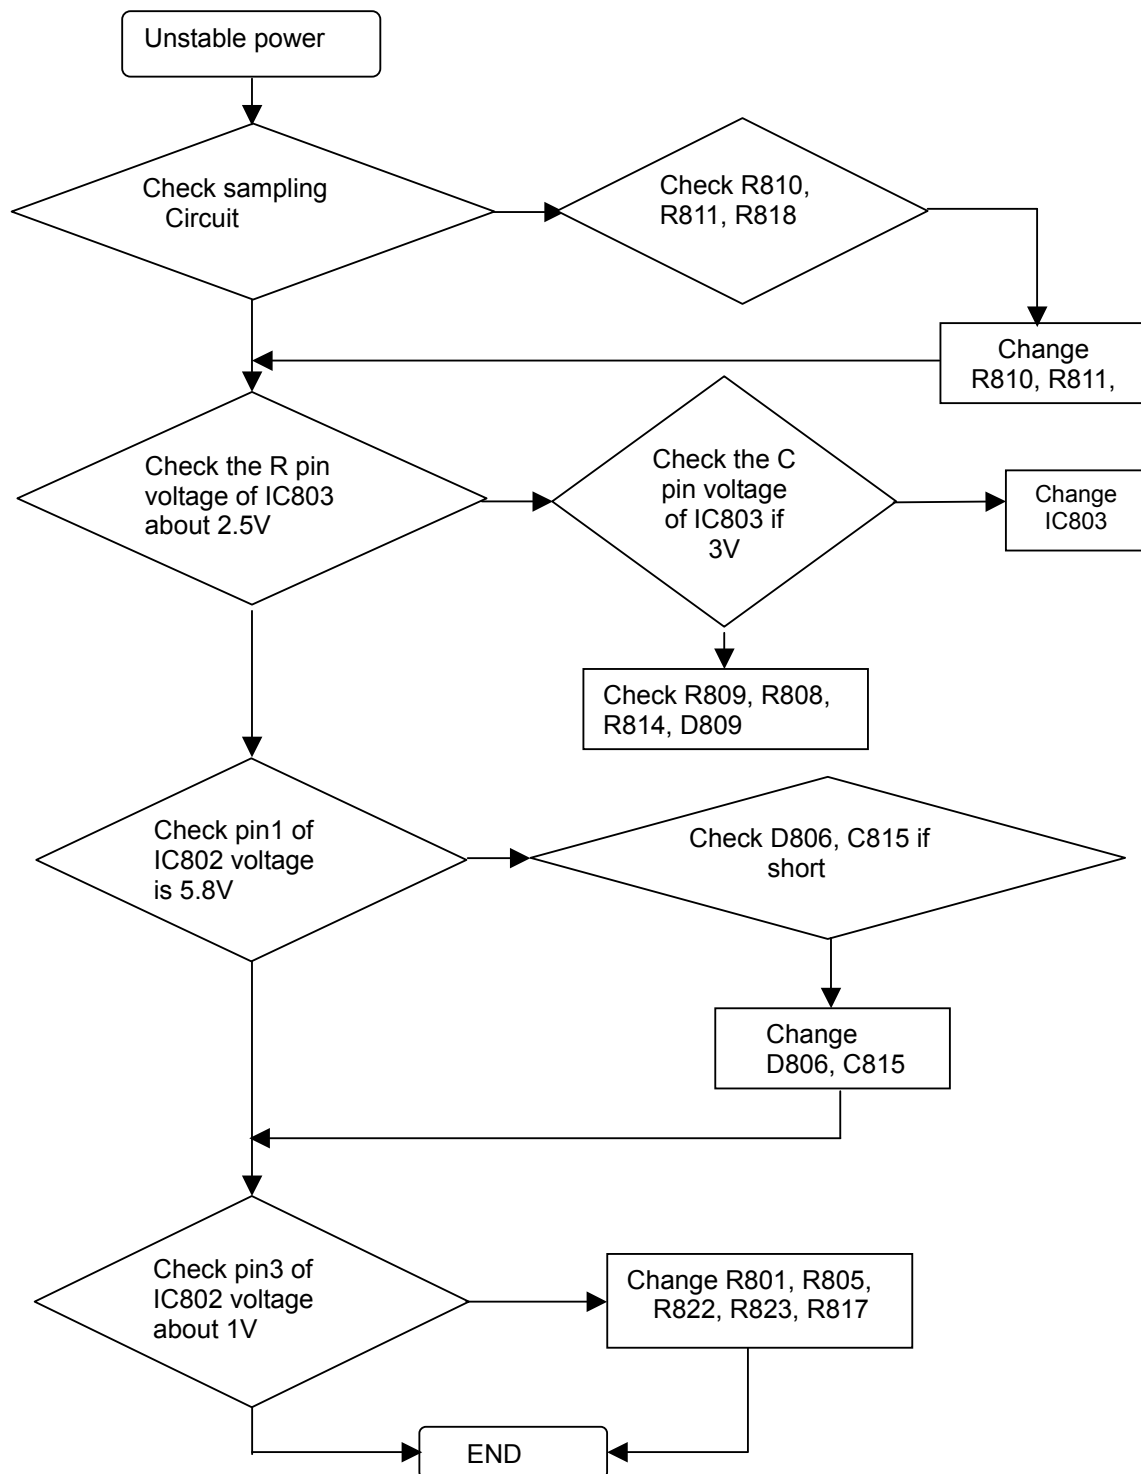 Unstable power
Check sampling
Circuit
Check R810,
R811, R818
Change
R810, R811,
Check the R pin
voltage of IC803
about 2.5V
Check the C
pin voltage
of IC803 if
3V
Change
IC803
Check R809, R808,
R814, D809
Check pin1 of
IC802 voltage
is 5.8V
Check D806, C815 if
short
Change
D806, C815
Check pin3 of
IC802 voltage
about 1V
Change R801, R805,
R822, R823, R817
END